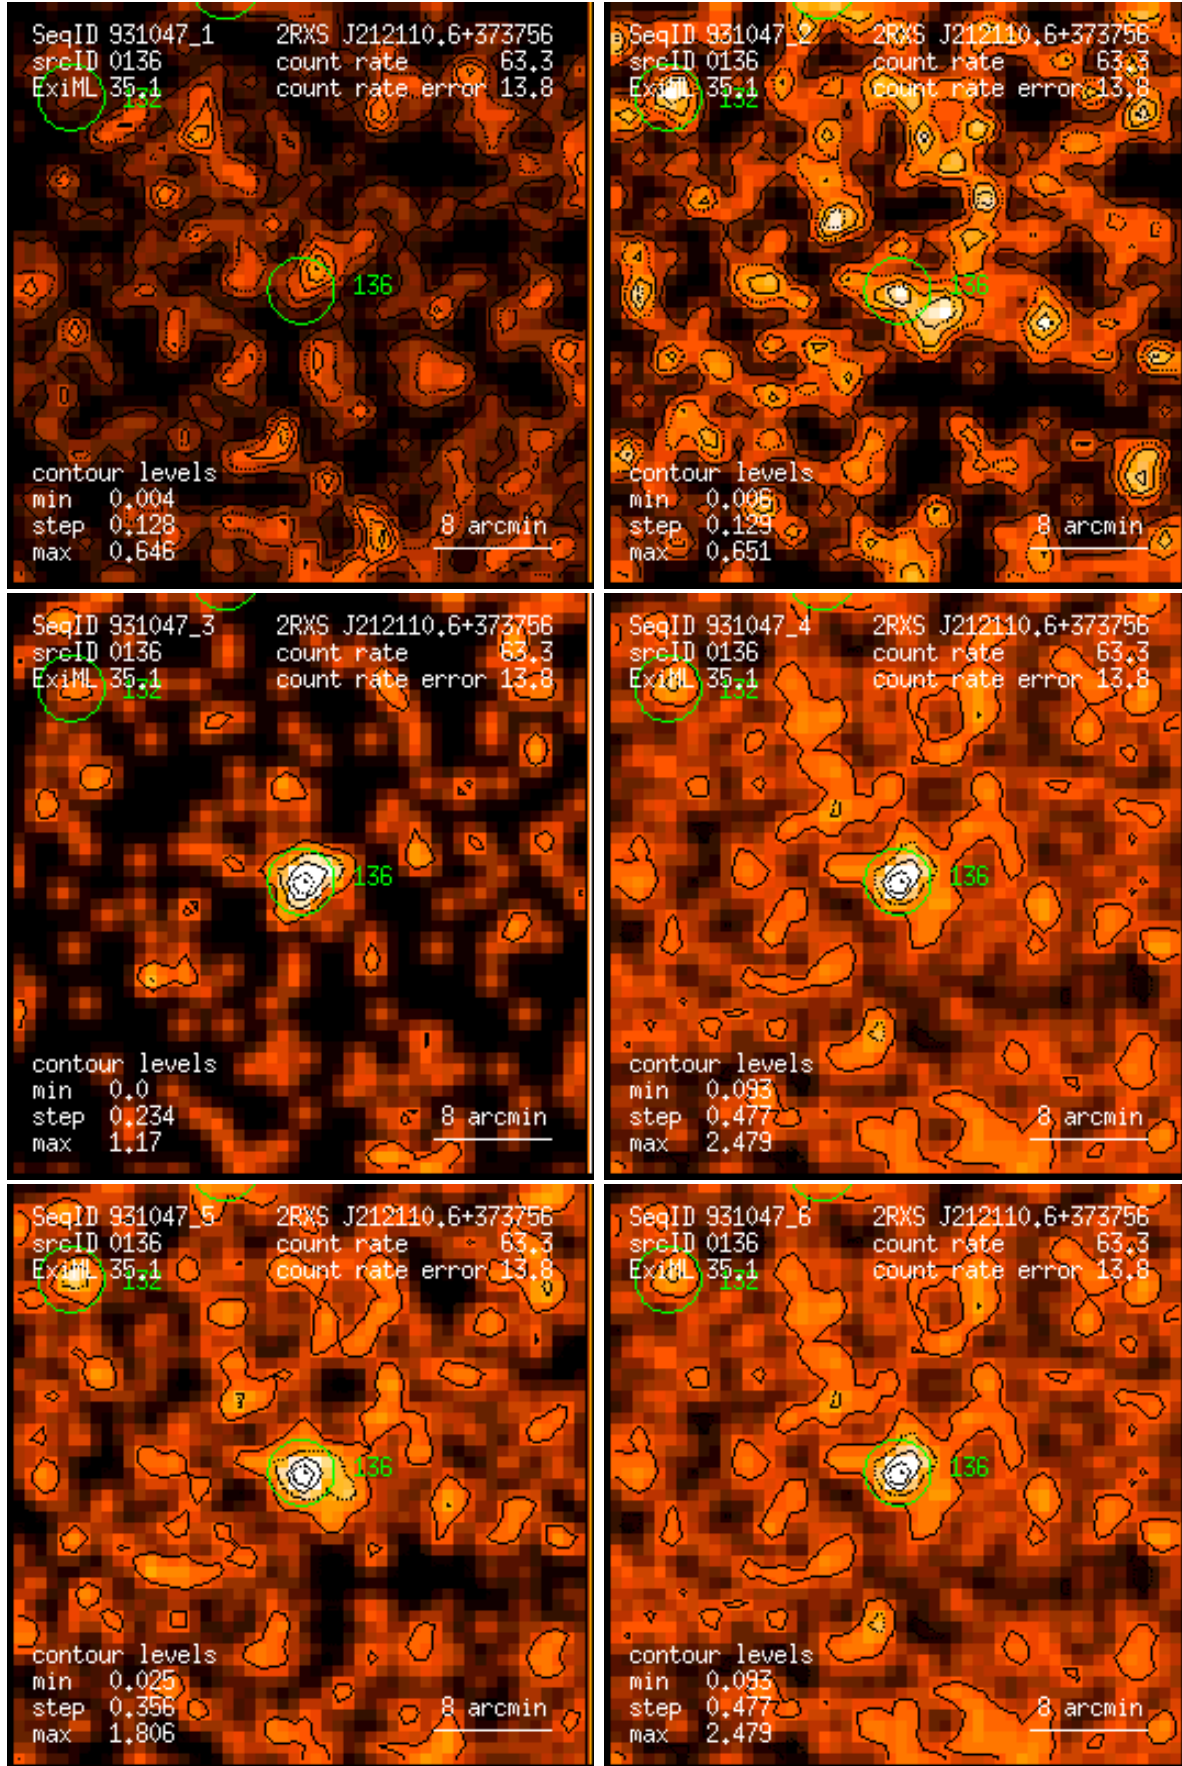 SeqID 931047_1 2RXS J212110.6+373756
srcID 0136 count rate 63.3
ExiML 35.1 count rate error 13.8
132
136
contour levels
min 0.004
step 0.128 8 arcmin
max 0.646
SeqID 931047_2 2RXS J212110.6+373756
srcID 0136 count rate 63.3
ExiML 35.1 count rate error 13.8
132
136
contour levels
min 0.006
step 0.129 8 arcmin
max 0.651
SeqID 931047_3 2RXS J212110.6+373756
srcID 0136 count rate 63.3
ExiML 35.1 count rate error 13.8
132
136
contour levels
min 0.0
step 0.234 8 arcmin
max 1.17
SeqID 931047_4 2RXS J212110.6+373756
srcID 0136 count rate 63.3
ExiML 35.1 count rate error 13.8
132
136
contour levels
min 0.093
step 0.477 8 arcmin
max 2.479
SeqID 931047_5 2RXS J212110.6+373756
srcID 0136 count rate 63.3
ExiML 35.1 count rate error 13.8
132
136
contour levels
min 0.025
step 0.356 8 arcmin
max 1.806
SeqID 931047_6 2RXS J212110.6+373756
srcID 0136 count rate 63.3
ExiML 35.1 count rate error 13.8
132
136
contour levels
min 0.093
step 0.477 8 arcmin
max 2.479